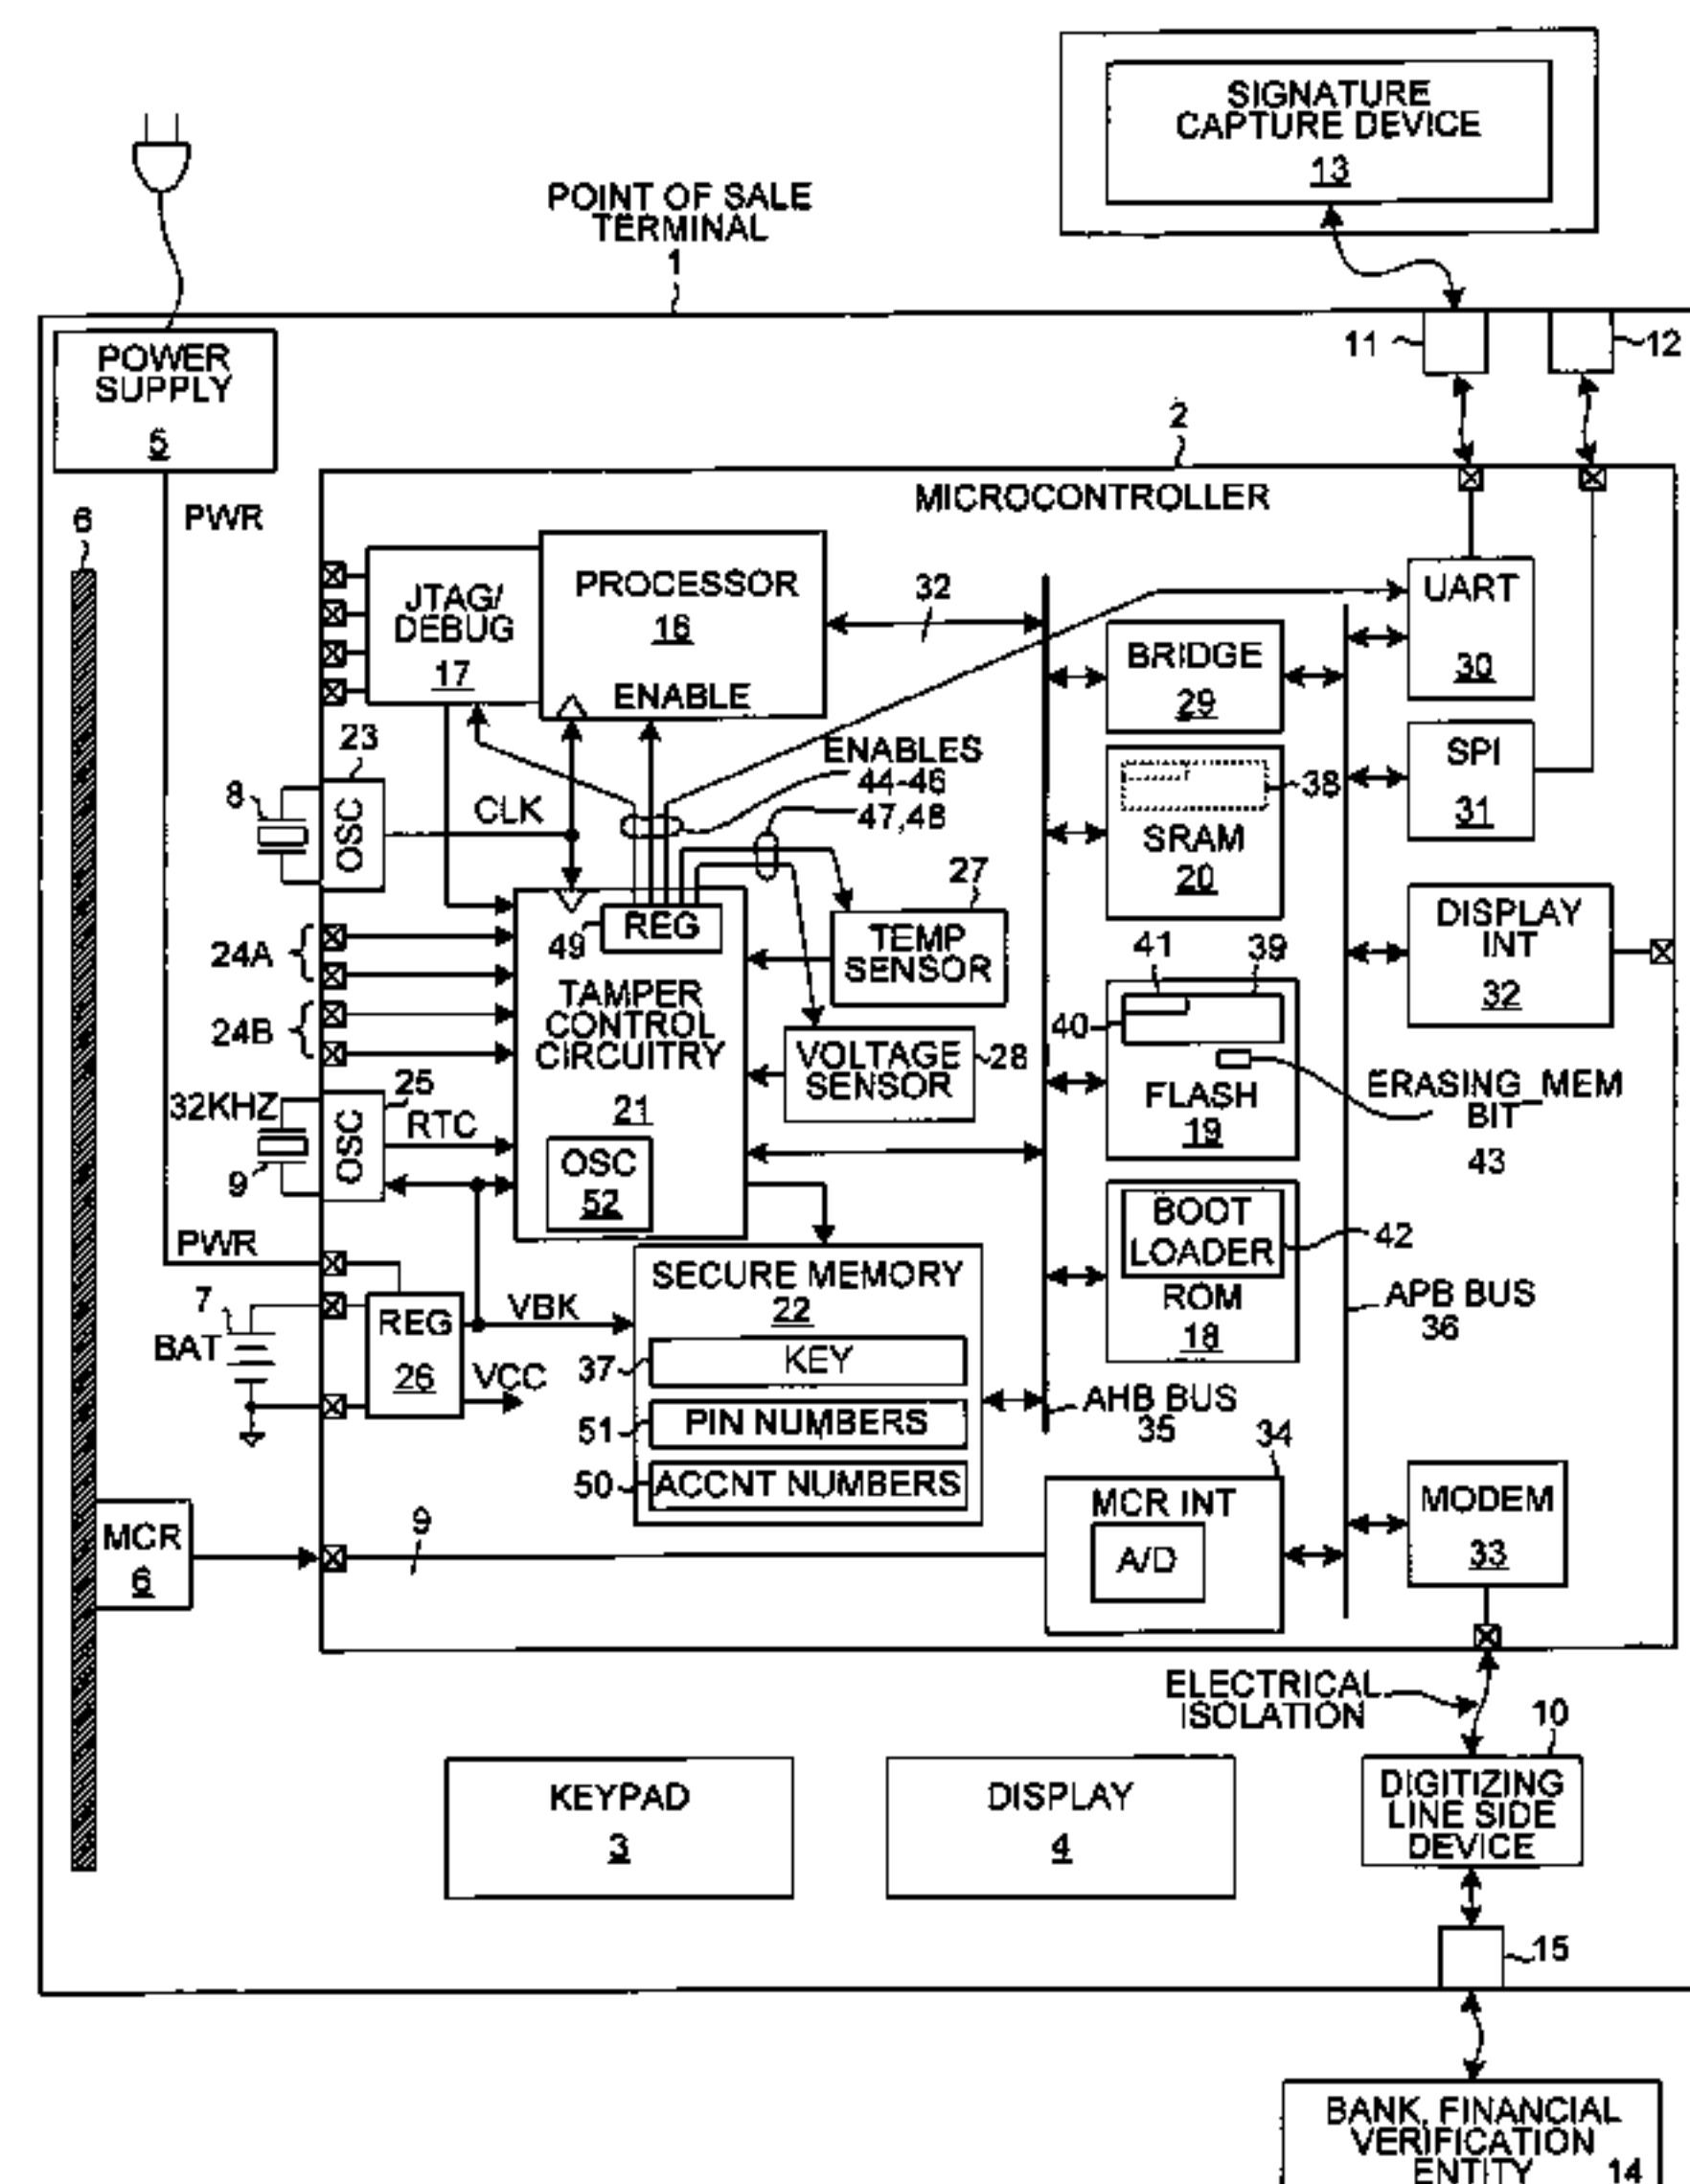 SIGNATURE
CAPTURE DEVICE
13
POINT OF SALE
TERMINAL
1
11
12
POWER
SUPPLY
5
2
MICROCONTROLLER
6
PWR
JTAG/
DEBUG
17
PROCESSOR
16
ENABLE
32
UART
30
BRIDGE
29
23
8
OSC
CLK
ENABLES
44-46
47,48
SPI
31
38
SRAM
20
27
24A
49
REG
TEMP
SENSOR
DISPLAY
INT
32
41
39
40
24B
TAMPER
CONTROL
CIRCUITRY
21
VOLTAGE
SENSOR
28
FLASH
19
ERASING_MEM
BIT
43
32KHZ
25
OSC
RTC
9
OSC
52
BOOT
LOADER
42
ROM
18
PWR
SECURE MEMORY
22
7
BAT
REG
26
VBK
VCC
37
KEY
51
PIN NUMBERS
50
ACCNT NUMBERS
APB BUS
36
AHB BUS
35
34
MCR INT
A/D
MODEM
33
MCR
6
9
ELECTRICAL
ISOLATION
10
KEYPAD
3
DISPLAY
4
DIGITIZING
LINE SIDE
DEVICE
15
BANK, FINANCIAL
VERIFICATION
ENTITY
14